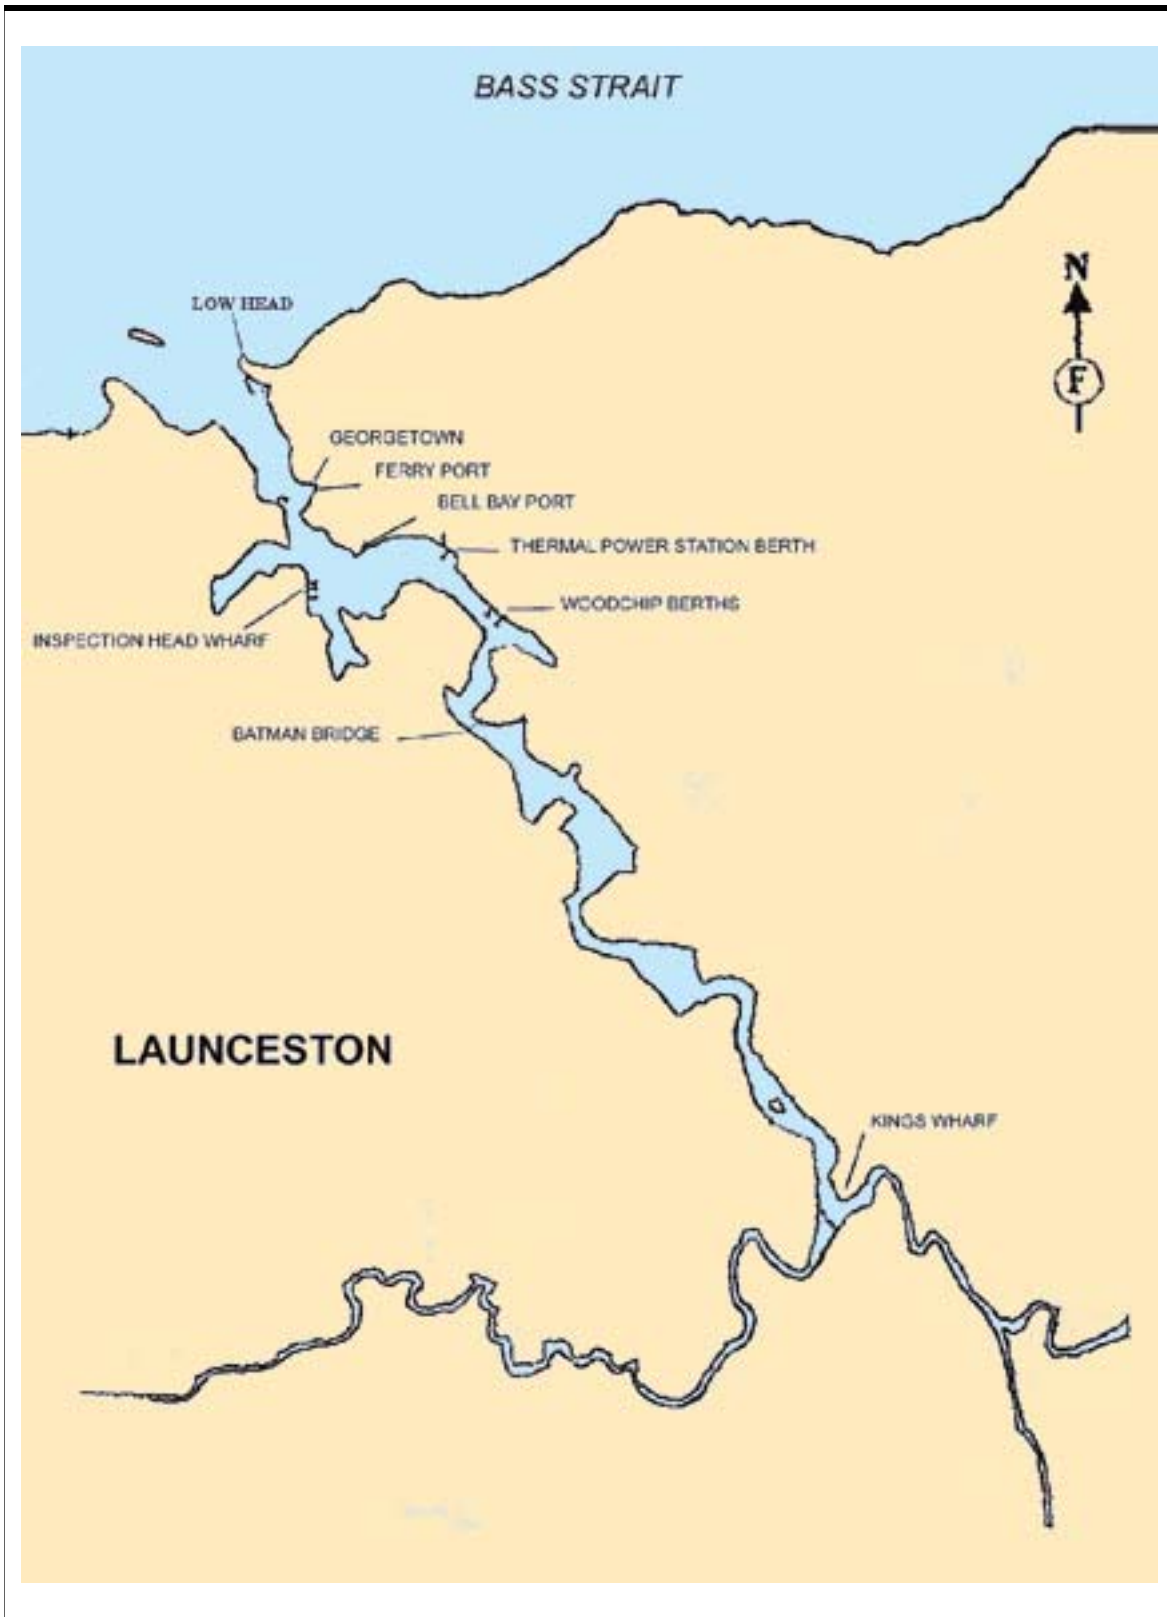 BASS STRAIT
N
F
LOW HEAD
GEORGETOWN
FERRY PORT
BELL BAY PORT
THERMAL POWER STATION BERTH
WOODCHIP BERTHS
INSPECTION HEAD WHARF
BATMAN BRIDGE
LAUNCESTON
KINGS WHARF